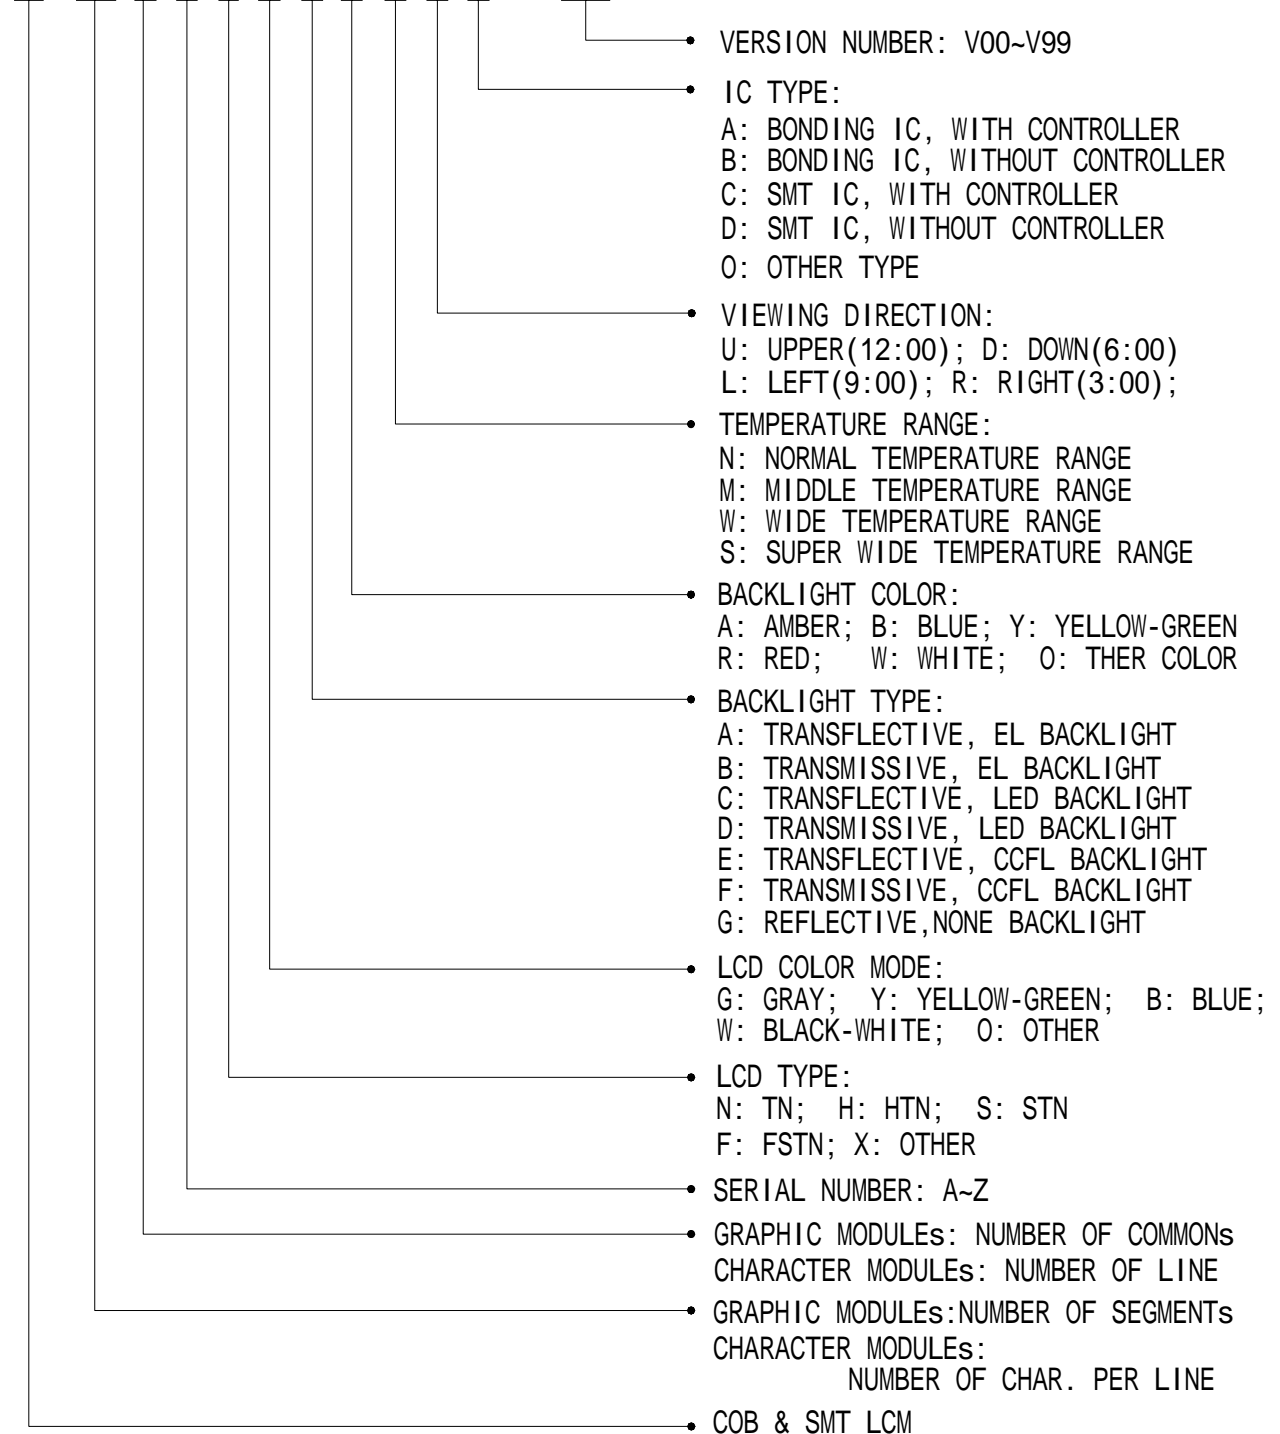 VERSION NUMBER: V00~V99
IC TYPE:
A: BONDING IC, WITH CONTROLLER
B: BONDING IC, WITHOUT CONTROLLER
C: SMT IC, WITH CONTROLLER
D: SMT IC, WITHOUT CONTROLLER
O: OTHER TYPE
VIEWING DIRECTION:
U: UPPER(12:00); D: DOWN(6:00)
L: LEFT(9:00); R: RIGHT(3:00);
TEMPERATURE RANGE:
N: NORMAL TEMPERATURE RANGE
M: MIDDLE TEMPERATURE RANGE
W: WIDE TEMPERATURE RANGE
S: SUPER WIDE TEMPERATURE RANGE
BACKLIGHT COLOR:
A: AMBER; B: BLUE; Y: YELLOW-GREEN
R: RED; W: WHITE; O: THER COLOR
BACKLIGHT TYPE:
A: TRANSFLECTIVE, EL BACKLIGHT
B: TRANSMISSIVE, EL BACKLIGHT
C: TRANSFLECTIVE, LED BACKLIGHT
D: TRANSMISSIVE, LED BACKLIGHT
E: TRANSFLECTIVE, CCFL BACKLIGHT
F: TRANSMISSIVE, CCFL BACKLIGHT
G: REFLECTIVE,NONE BACKLIGHT
LCD COLOR MODE:
G: GRAY; Y: YELLOW-GREEN; B: BLUE;
W: BLACK-WHITE; O: OTHER
LCD TYPE:
N: TN; H: HTN; S: STN
F: FSTN; X: OTHER
SERIAL NUMBER: A~Z
GRAPHIC MODULEs: NUMBER OF COMMONs
CHARACTER MODULEs: NUMBER OF LINE
GRAPHIC MODULEs:NUMBER OF SEGMENTs
CHARACTER MODULEs:
NUMBER OF CHAR. PER LINE
COB & SMT LCM